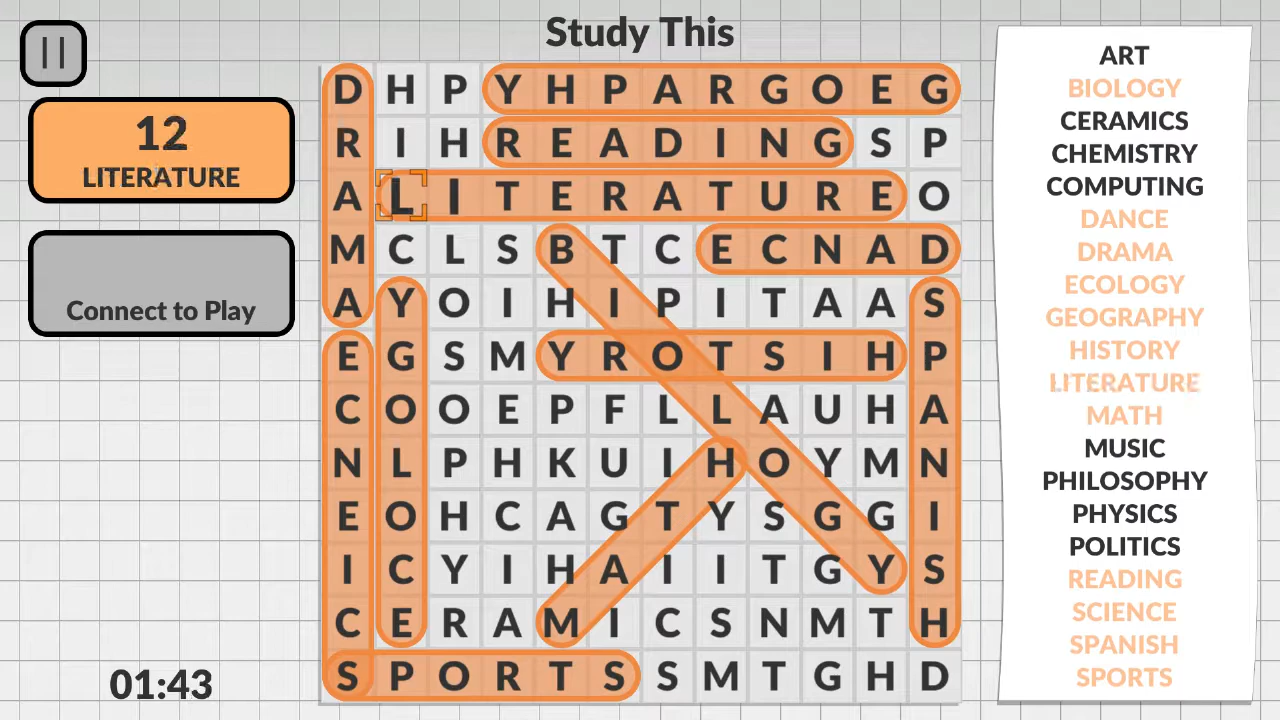 Study This
12
LITERATURE
Connect to Play
01:43
D H P Y H P A R G O E G
R I H R E A D I N G S P
A L I T E R A T U R E O
M C L S B T C E C N A D
A Y O I H I P I T A A S
E G S M Y R O T S I H P
C O O E P F L L A U H A
N L P H K U I H O Y M N
E O H C A G T Y S G G I
I C Y I H A I I T G Y S
C E R A M I C S N M T H
S P O R T S S M T G H D
ART
BIOLOGY
CERAMICS
CHEMISTRY
COMPUTING
DANCE
DRAMA
ECOLOGY
GEOGRAPHY
HISTORY
LITERATURE
MATH
MUSIC
PHILOSOPHY
PHYSICS
POLITICS
READING
SCIENCE
SPANISH
SPORTS